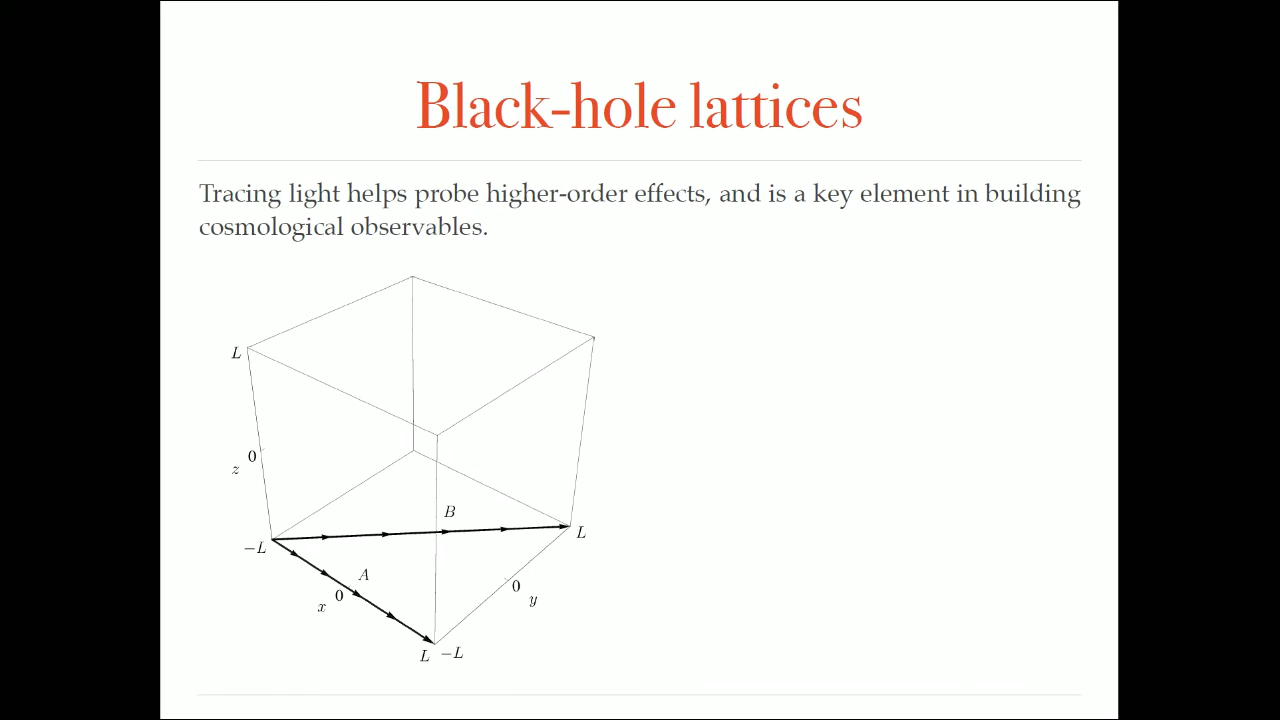 Black-hole lattices
Tracing light helps probe higher-order effects, and is a key element in building
cosmological observables.
L
0
z
−L
B
L
A
0
x
0
y
L −L